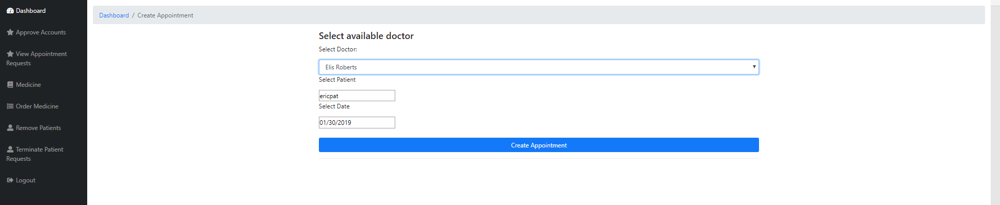 Dashboard
Approve Accounts
View Appointment
Requests
Medicine
Order Medicine
Remove Patients
Terminate Patient
Requests
Logout
Dashboard / Create Appointment
Select available doctor
Select Doctor:
Elis Roberts
Select Patient
ericpat
Select Date
01/30/2019
Create Appointment